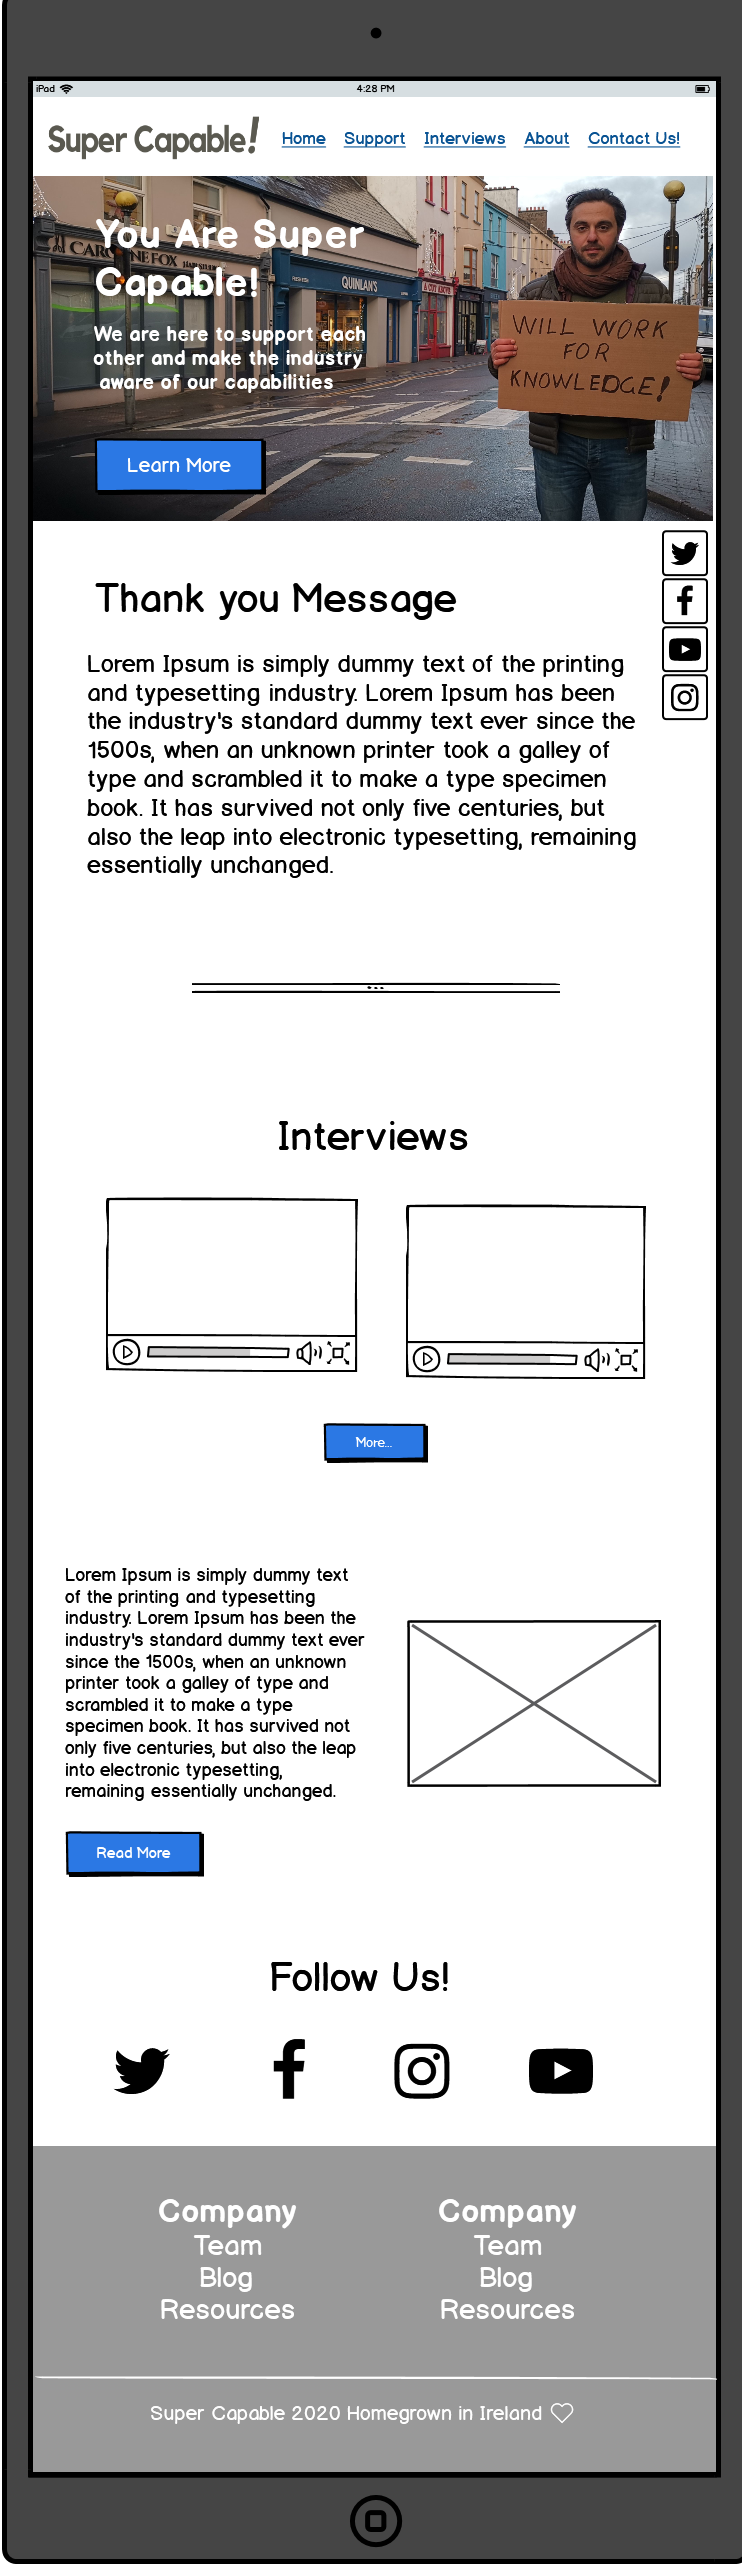 iPad
4:28 PM
Super Capable!
Home Support Interviews About Contact Us!
You Are Super
Capable!
We are here to support each
other and make the industry
aware of our capabilities
Learn More
QUINLAN'S
WILL WORK
FOR
KNOWLEDGE!
Thank you Message
Lorem Ipsum is simply dummy text of the printing
and typesetting industry. Lorem Ipsum has been
the industry's standard dummy text ever since the
1500s, when an unknown printer took a galley of
type and scrambled it to make a type specimen
book. It has survived not only five centuries, but
also the leap into electronic typesetting, remaining
essentially unchanged.
Interviews
More...
Lorem Ipsum is simply dummy text
of the printing and typesetting
industry. Lorem Ipsum has been the
industry's standard dummy text ever
since the 1500s, when an unknown
printer took a galley of type and
scrambled it to make a type
specimen book. It has survived not
only five centuries, but also the leap
into electronic typesetting,
remaining essentially unchanged.
Read More
Follow Us!
Company Company
Team Team
Blog Blog
Resources Resources
Super Capable 2020 Homegrown in Ireland